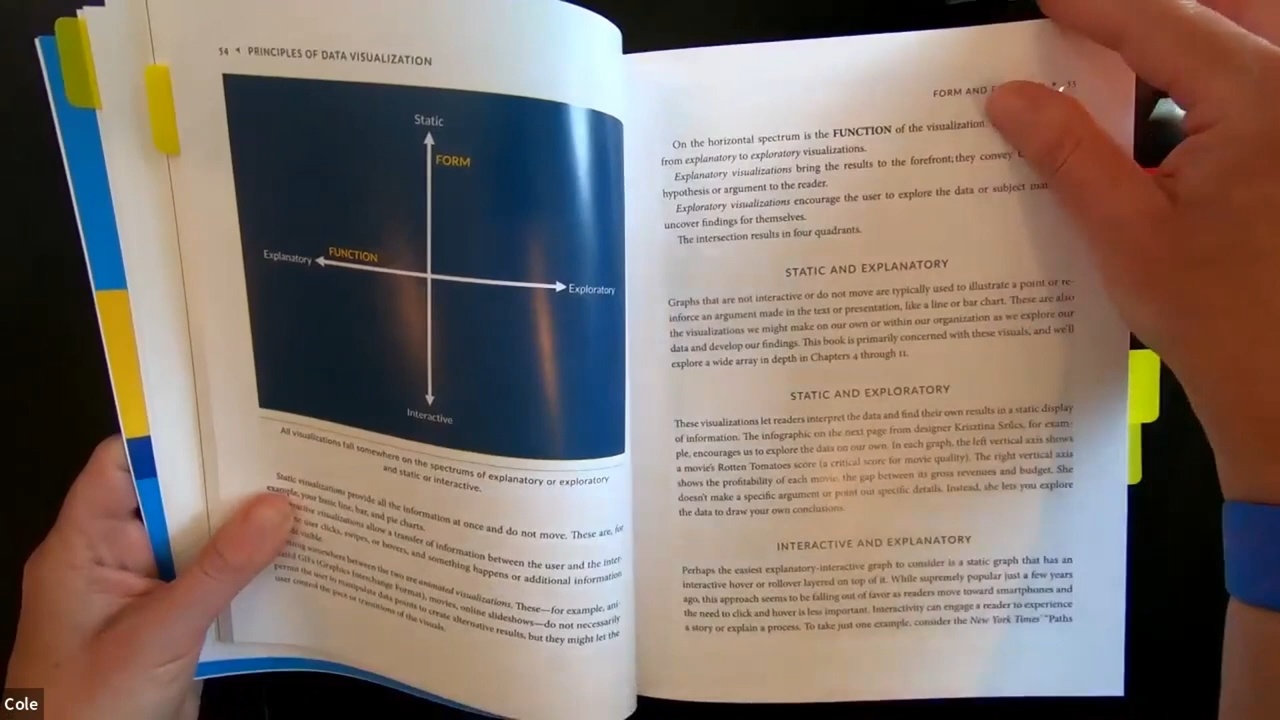 54 PRINCIPLES OF DATA VISUALIZATION
Static
FORM
Explanatory
FUNCTION
Exploratory
Interactive
All visualizations fall somewhere on the spectrums of explanatory or exploratory
and static or interactive.
Static visualizations provide all the information at once and do not move. These are, for
example, your basic line, bar, and pie charts.
visualizations allow a transfer of information between the user and the inter-
user clicks, swipes, or hovers, and something happens or additional information
visible.
somewhere between the two are animated visualizations. These—for example, ani-
GIFs (Graphics Interchange Format), movies, online slideshows—do not necessarily
permit the user to manipulate data points to create alternative results, but they might let the
user control the pace or transitions of the visuals.
FORM AND 55
On the horizontal spectrum is the FUNCTION of the visualization
from explanatory to exploratory visualizations.
Explanatory visualizations bring the results to the forefront; they convey
hypothesis or argument to the reader.
Exploratory visualizations encourage the user to explore the data or subject
uncover findings for themselves.
The intersection results in four quadrants.
STATIC AND EXPLANATORY
Graphs that are not interactive or do not move are typically used to illustrate a point or re-
inforce an argument made in the text or presentation, like a line or bar chart. These are also
the visualizations we might make on our own or within our organization as we explore our
data and develop our findings. This book is primarily concerned with these visuals, and we'll
explore a wide array in depth in Chapters 4 through 11.
STATIC AND EXPLORATORY
These visualizations let readers interpret the data and find their own results in a static display
of information. The infographic on the next page from designer Krisztina Szűcs, for exam-
ple, encourages us to explore the data on our own. In each graph, the left vertical axis shows
a movie's Rotten Tomatoes score (a critical score for movie quality). The right vertical axis
shows the profitability of each movie, the gap between its gross revenues and budget. She
doesn't make a specific argument or point out specific details. Instead, she lets you explore
the data to draw your own conclusions.
INTERACTIVE AND EXPLANATORY
Perhaps the easiest explanatory-interactive graph to consider is a static graph that has an
interactive hover or rollover layered on top of it. While supremely popular just a few years
ago, this approach seems to be falling out of favor as readers move toward smartphones and
the need to click and hover is less important. Interactivity can engage a reader to experience
a story or explain a process. To take just one example, consider the New York Times' "Paths
Cole